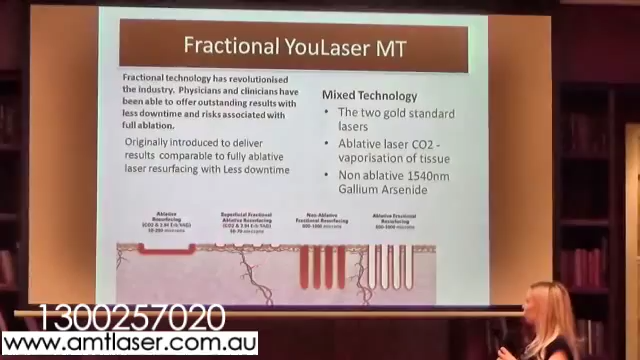 Fractional YouLaser MT
Fractional technology has revolutionised
the industry. Physicians and clinicians have
been able to offer outstanding results with
less downtime and risks associated with
full ablation.
Originally introduced to deliver
results comparable to fully ablative
laser resurfacing with Less downtime
Mixed Technology
• The two gold standard
lasers
• Ablative laser CO2 -
vaporisation of tissue
• Non ablative 1540nm
Gallium Arsenide
Ablative
Resurfacing
Superficial Fractional
Ablative Resurfacing
Non-Ablative
Fractional Resurfacing
Ablative Fractional
Resurfacing
1300257020
www.amtlaser.com.au